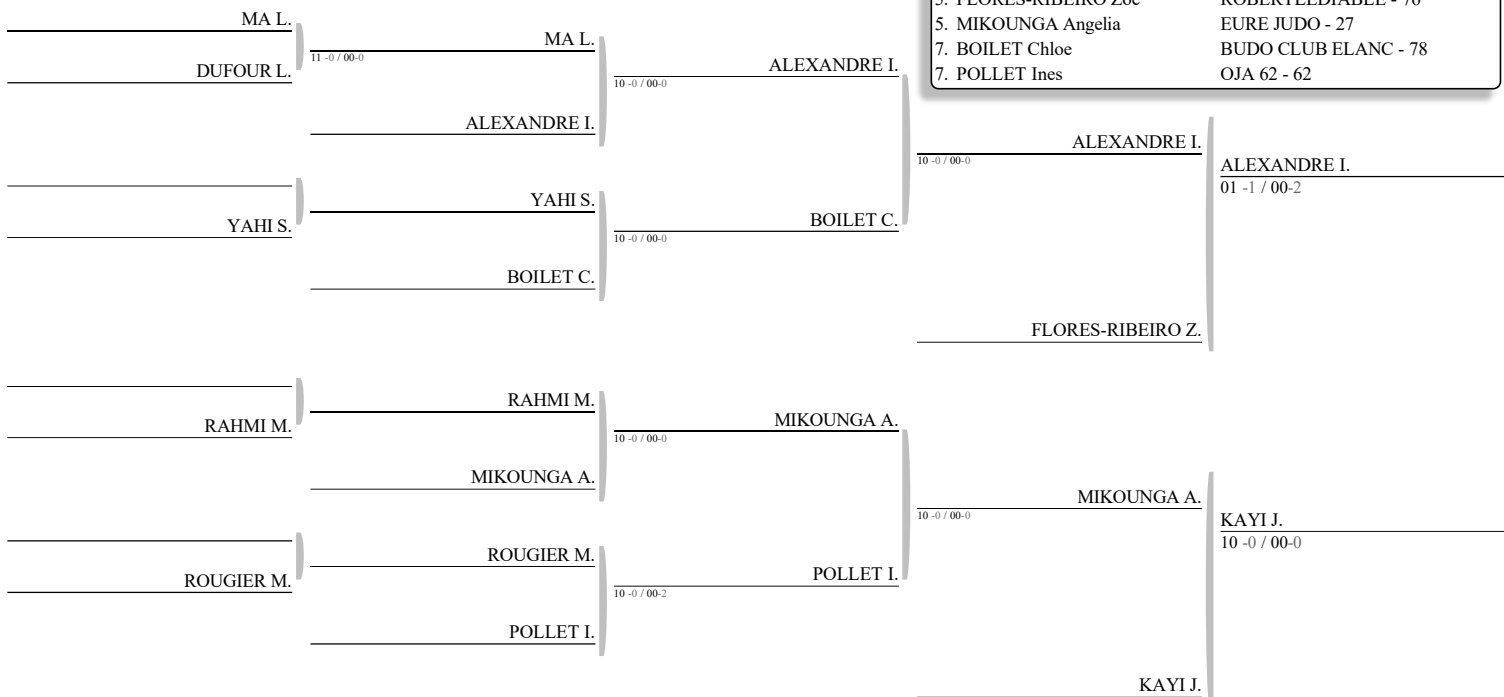 5. FLORES-RIBEIRO Zoe ROBERTLEDIABLE - 76
5. MIKOUNGA Angelia EURE JUDO - 27
7. BOILET Chloe BUDO CLUB ELANC - 78
7. POLLET Ines OJA 62 - 62
MA L.
DUFOUR L.
YAHI S.
RAHMI M.
ROUGIER M.
MA L.
11 -0 / 00-0
ALEXANDRE I.
YAHI S.
BOILET C.
RAHMI M.
MIKOUNGA A.
ROUGIER M.
POLLET I.
ALEXANDRE I.
10 -0 / 00-0
BOILET C.
10 -0 / 00-0
MIKOUNGA A.
10 -0 / 00-0
POLLET I.
10 -0 / 00-2
ALEXANDRE I.
10 -0 / 00-0
FLORES-RIBEIRO Z.
MIKOUNGA A.
10 -0 / 00-0
KAYI J.
ALEXANDRE I.
01 -1 / 00-2
KAYI J.
10 -0 / 00-0